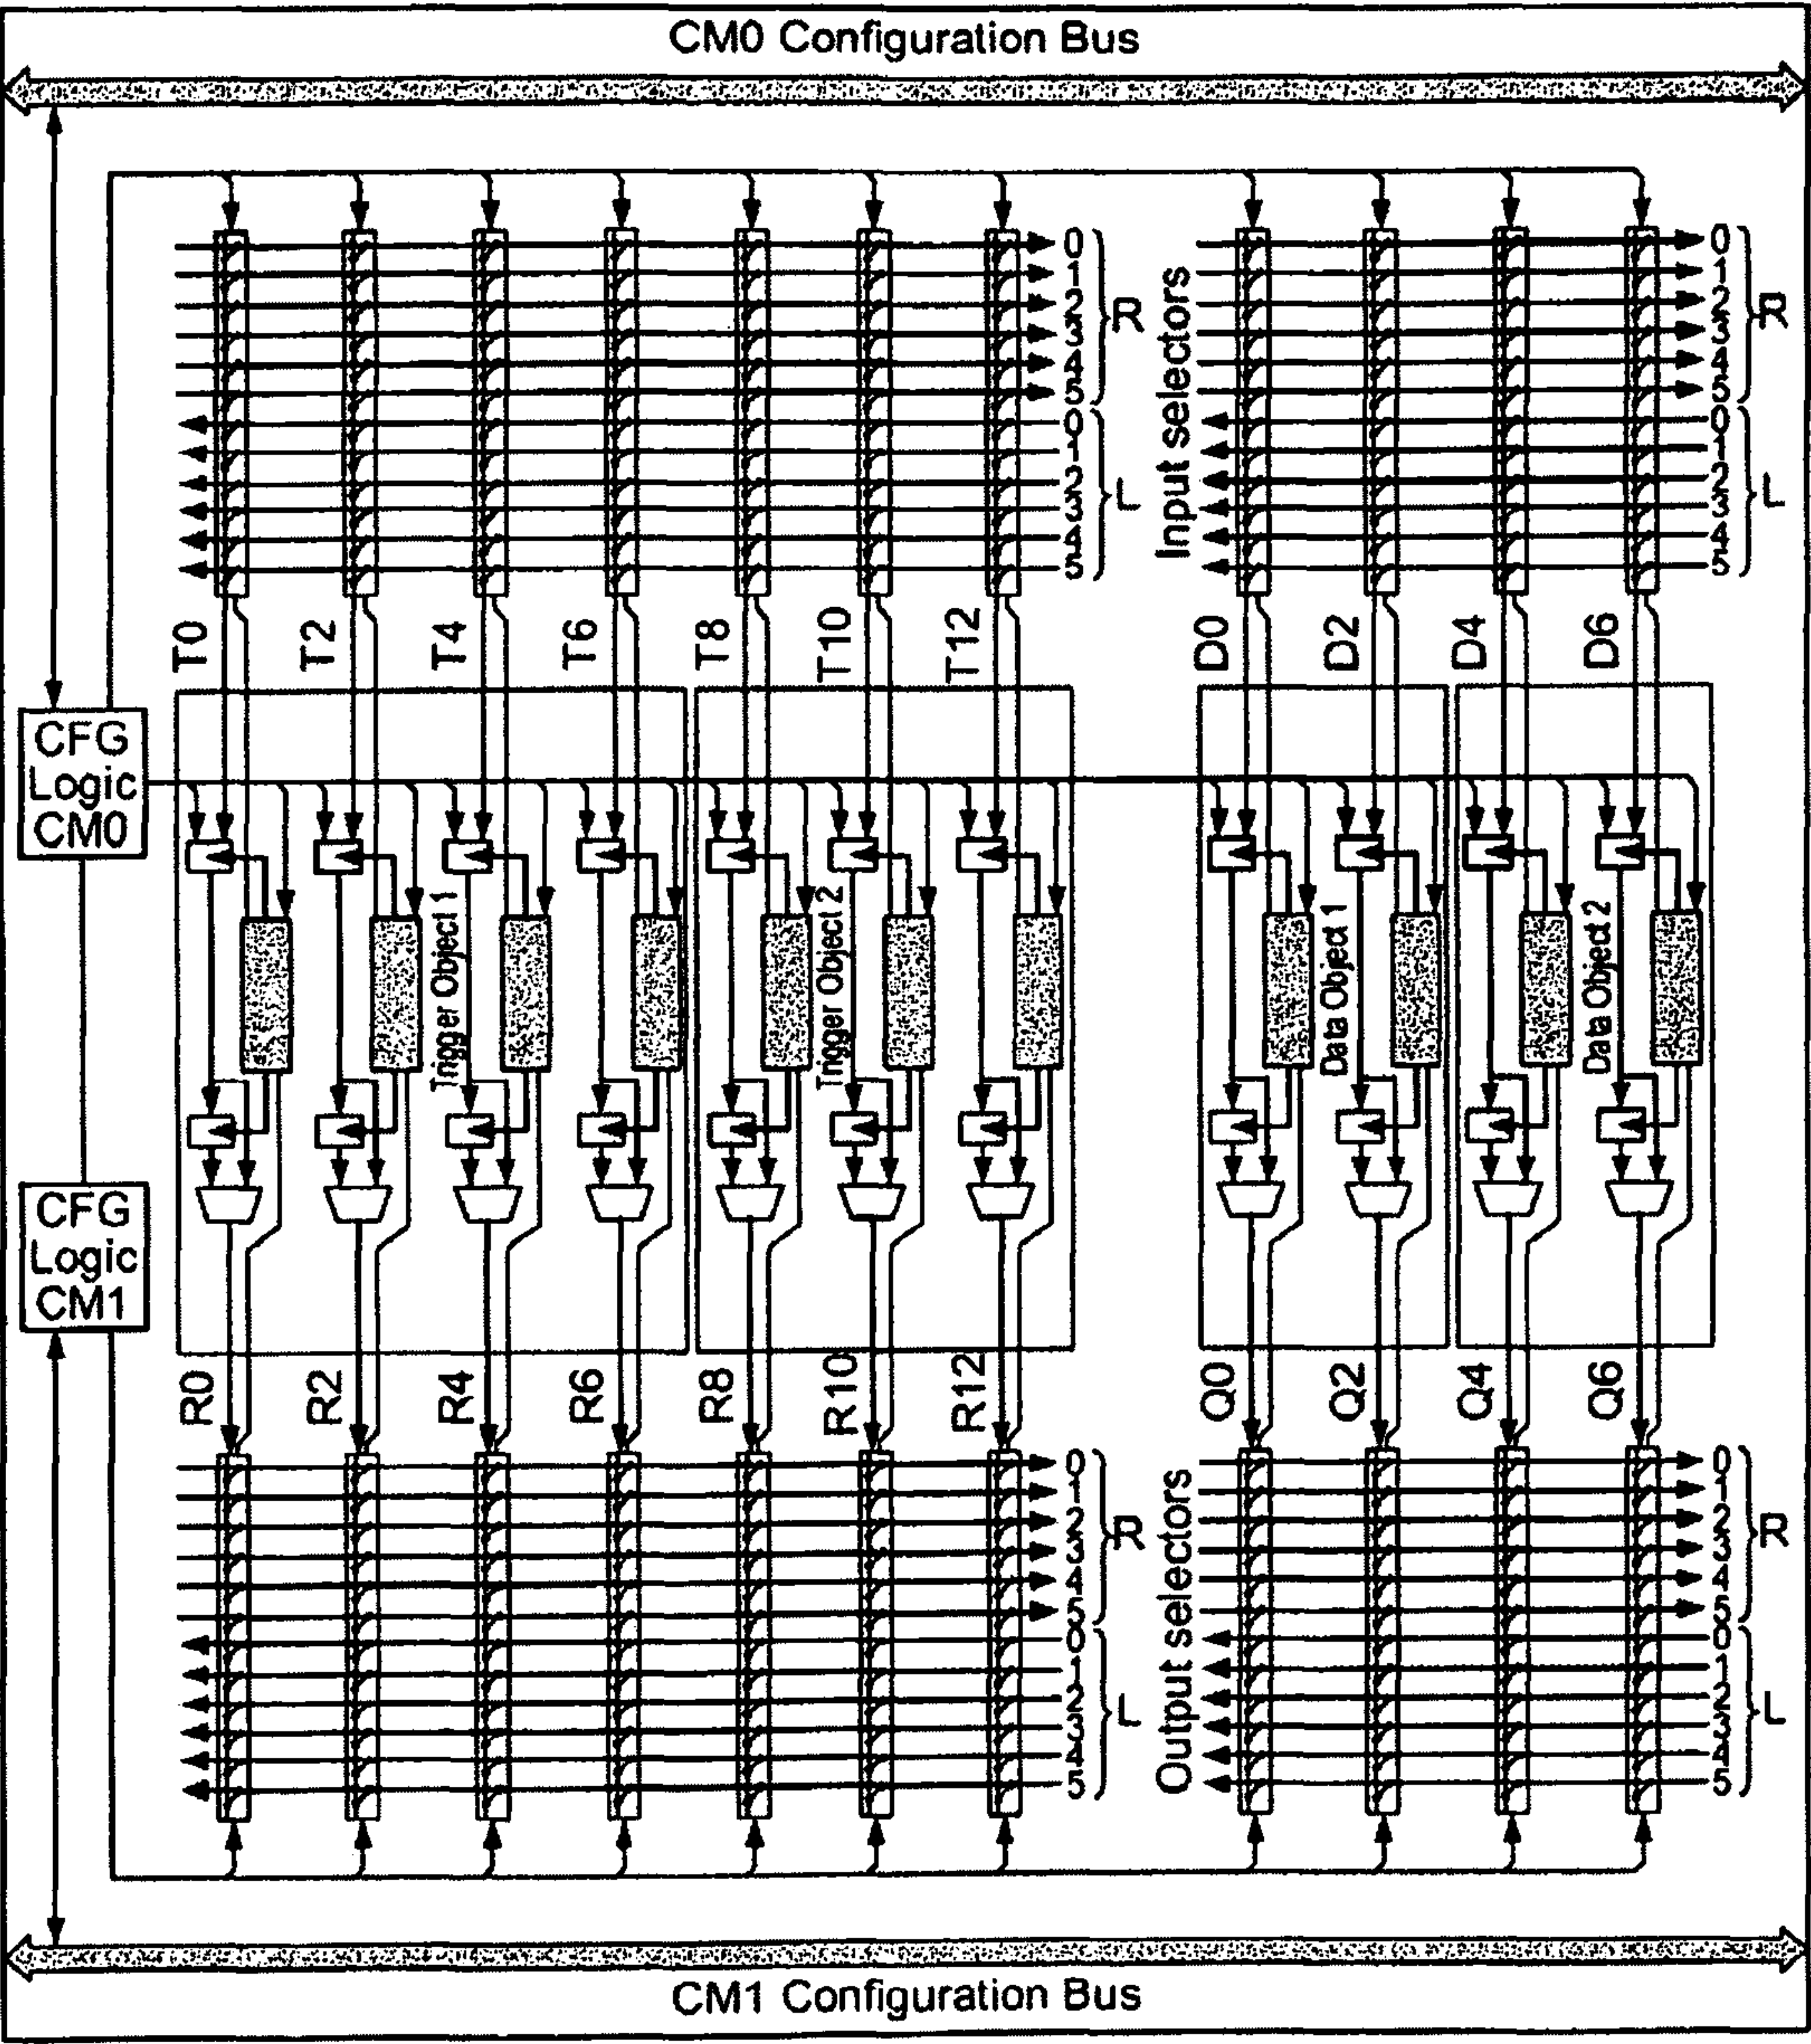 CM0 Configuration Bus
0
1
2
3
4
5
R
0
1
2
3
4
5
L
Input selectors
0
1
2
3
4
5
R
0
1
2
3
4
5
L
T0
T2
T4
T6
T8
T10
T12
D0
D2
D4
D6
CFG
Logic
CM0
Trigger Object 1
Trigger Object 2
Data Object 1
Data Object 2
CFG
Logic
CM1
R0
R2
R4
R6
R8
R10
R12
Q0
Q2
Q4
Q6
0
1
2
3
4
5
R
0
1
2
3
4
5
L
Output selectors
0
1
2
3
4
5
R
0
1
2
3
4
5
L
CM1 Configuration Bus